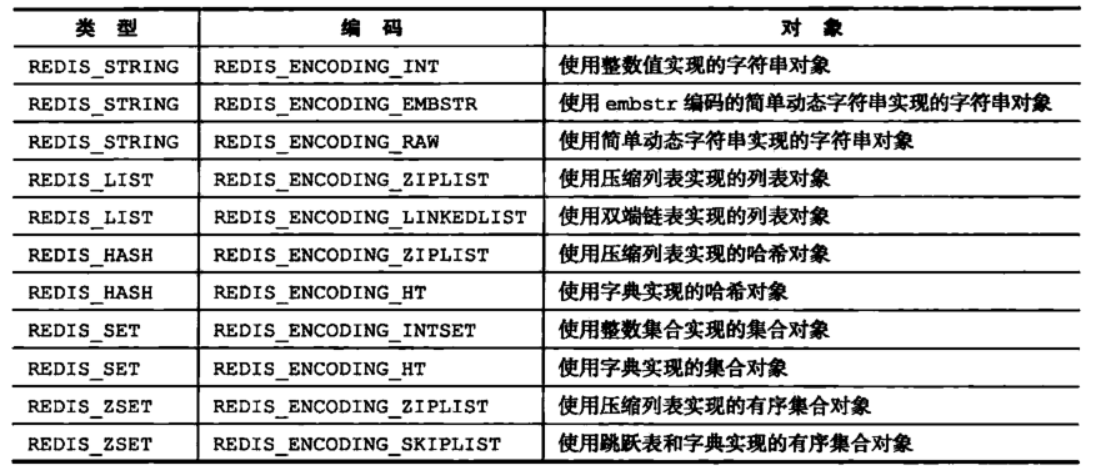 类 型 编 码 对 象
REDIS_STRING REDIS_ENCODING_INT 使用整数值实现的字符串对象
REDIS_STRING REDIS_ENCODING_EMBSTR 使用 embstr 编码的简单动态字符串实现的字符串对象
REDIS_STRING REDIS_ENCODING_RAW 使用简单动态字符串实现的字符串对象
REDIS_LIST REDIS_ENCODING_ZIPLIST 使用压缩列表实现的列表对象
REDIS_LIST REDIS_ENCODING_LINKEDLIST 使用双端链表实现的列表对象
REDIS_HASH REDIS_ENCODING_ZIPLIST 使用压缩列表实现的哈希对象
REDIS_HASH REDIS_ENCODING_HT 使用字典实现的哈希对象
REDIS_SET REDIS_ENCODING_INTSET 使用整数集合实现的集合对象
REDIS_SET REDIS_ENCODING_HT 使用字典实现的集合对象
REDIS_ZSET REDIS_ENCODING_ZIPLIST 使用压缩列表实现的有序集合对象
REDIS_ZSET REDIS_ENCODING_SKIPLIST 使用跳跃表和字典实现的有序集合对象